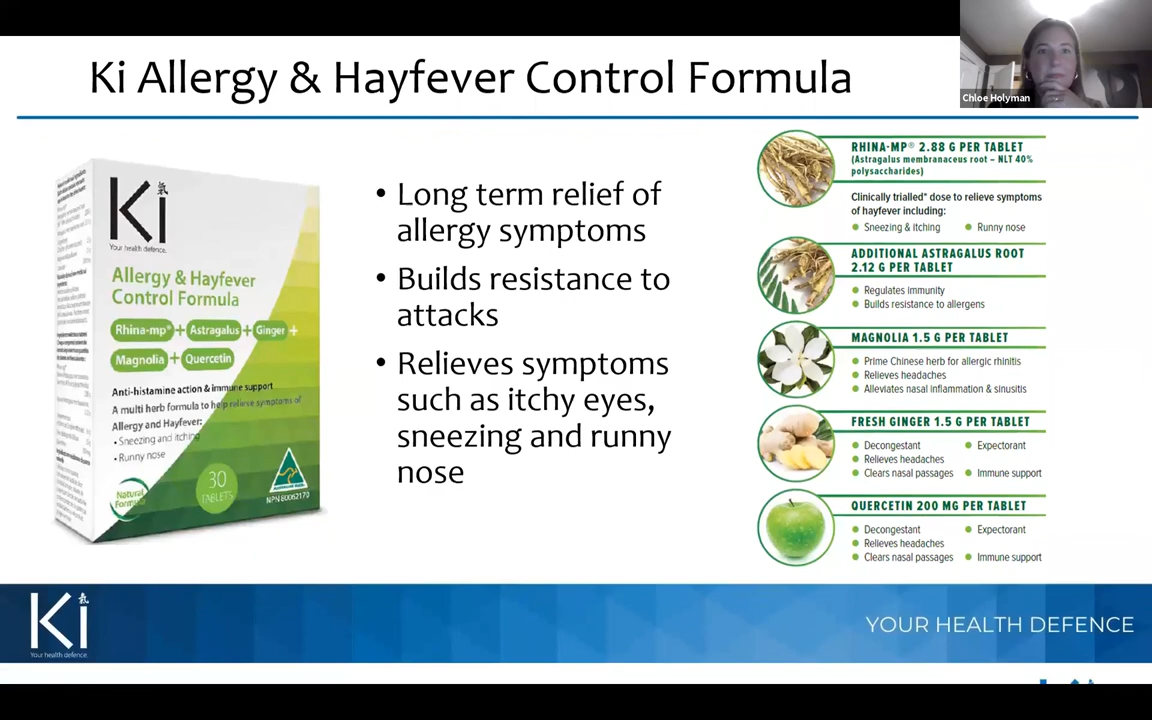 Ki Allergy & Hayfever Control Formula
Chloe Holyman
Ki 氣
Your health defence.
Allergy & Hayfever
Control Formula
Rhina-mp® + Astragalus + Ginger +
Magnolia + Quercetin
Anti-histamine action & immune support
A multi herb formula to help relieve symptoms of
Allergy and Hayfever:
• Sneezing and itching
• Runny nose
Natural
Formula
30
TABLETS
NPN 80062170
• Long term relief of
allergy symptoms
• Builds resistance to
attacks
• Relieves symptoms
such as itchy eyes,
sneezing and runny
nose
RHINA-MP® 2.88 G PER TABLET
(Astragalus membranaceus root – NLT 40%
polysaccharides)
Clinically trialled* dose to relieve symptoms
of hayfever including:
Sneezing & itching Runny nose
ADDITIONAL ASTRAGALUS ROOT
2.12 G PER TABLET
Regulates immunity
Builds resistance to allergens
MAGNOLIA 1.5 G PER TABLET
Prime Chinese herb for allergic rhinitis
Relieves headaches
Alleviates nasal inflammation & sinusitis
FRESH GINGER 1.5 G PER TABLET
Decongestant Expectorant
Relieves headaches
Clears nasal passages Immune support
QUERCETIN 200 MG PER TABLET
Decongestant Expectorant
Relieves headaches
Clears nasal passages Immune support
Ki 氣
Your health defence.
YOUR HEALTH DEFENCE